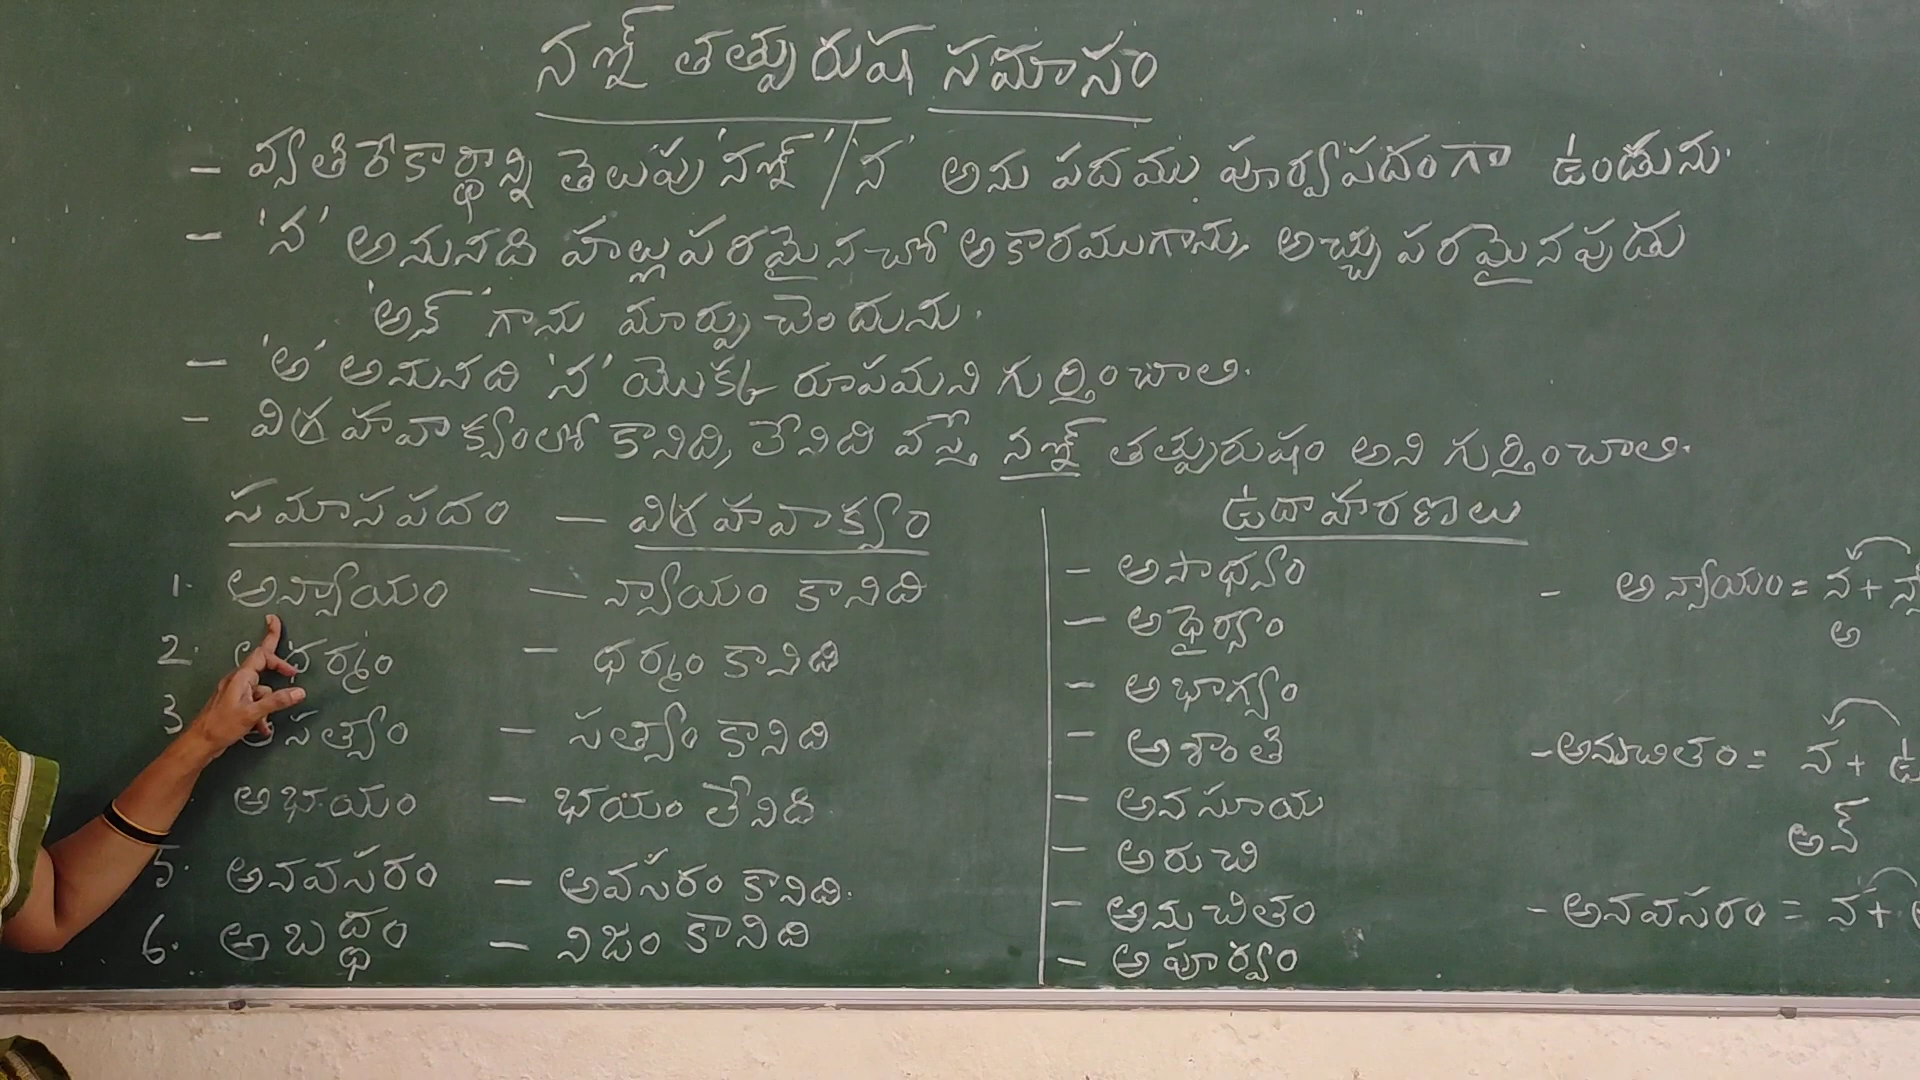 నఞ్ తత్పురుష సమాసం
- వ్యతిరేకార్థాన్ని తెలుపు 'నఞ్' / 'న' అను పదము పూర్వపదంగా ఉండును.
- 'న' అనునది హల్లుపరమైనచో అకారముగాను, అచ్చు పరమైనపుడు
'అన్' గాను మార్పు చెందును.
- 'అ' అనునది 'న' యొక్క రూపమని గుర్తించాలి.
- విగ్రహవాక్యంలో కానిది, లేనిది వస్తే నఞ్ తత్పురుషం అని గుర్తించాలి.
సమాసపదం - విగ్రహవాక్యం
1. అన్యాయం - న్యాయం కానిది
2. అధర్మం - ధర్మం కానిది
3 అసత్యం - సత్యం కానిది
అభయం - భయం లేనిది
5. అనవసరం - అవసరం కానిది.
6. అబద్ధం - నిజం కానిది
ఉదాహరణలు
- అసాధ్యం
- అధైర్యం
- అభాగ్యం
- అశాంతి
- అనసూయ
- అరుచి
- అనుచితం
- అపూర్వం
- అన్యాయం = న +
అ
- అనుచితం = న + ఉ
అన్
- అనవసరం = న +